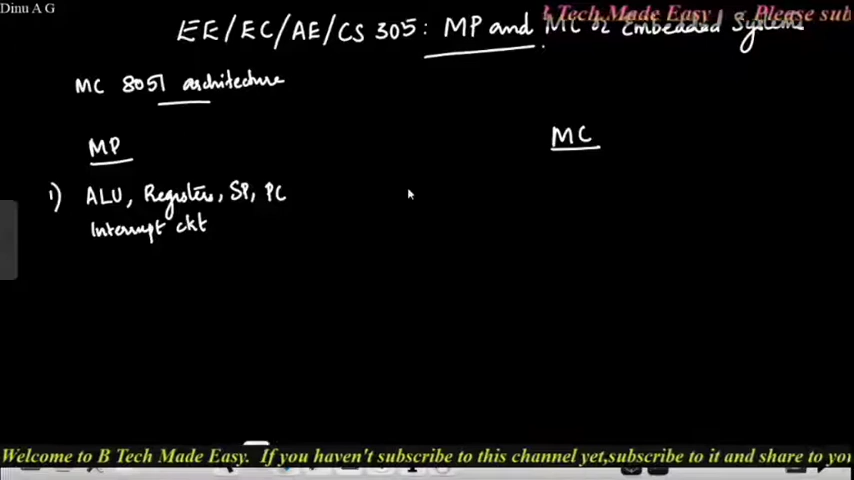 Dinu A G
B Tech Made Easy
Please sub
EE/EC/AE/CS 305: MP and MC & Embedded Systems
MC 8051 architecture
MP
MC
1) ALU, Registers, SP, PC
Interrupt ckt
Welcome to B Tech Made Easy. If you haven't subscribe to this channel yet,subscribe to it and share to yo